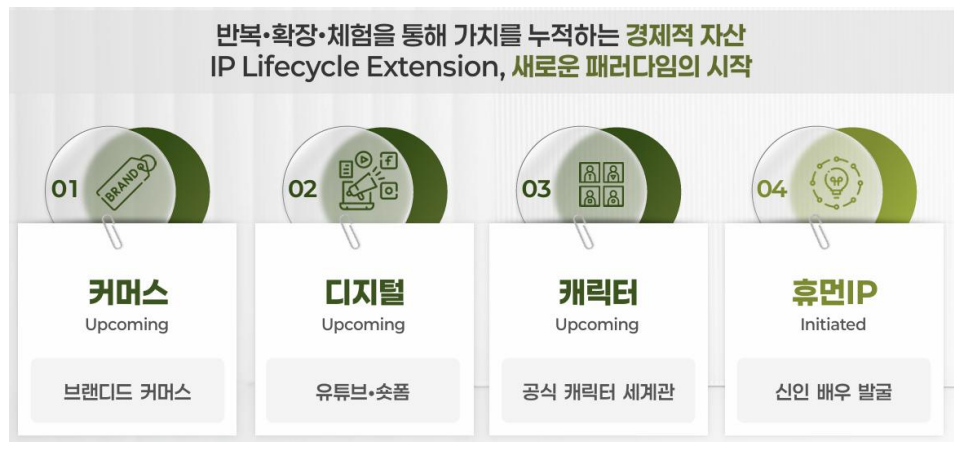 반복•확장•체험을 통해 가치를 누적하는 경제적 자산
IP Lifecycle Extension, 새로운 패러다임의 시작
01
BRAND
커머스
Upcoming
브랜디드 커머스
02
디지털
Upcoming
유튜브•숏폼
03
캐릭터
Upcoming
공식 캐릭터 세계관
04
휴먼IP
Initiated
신인 배우 발굴